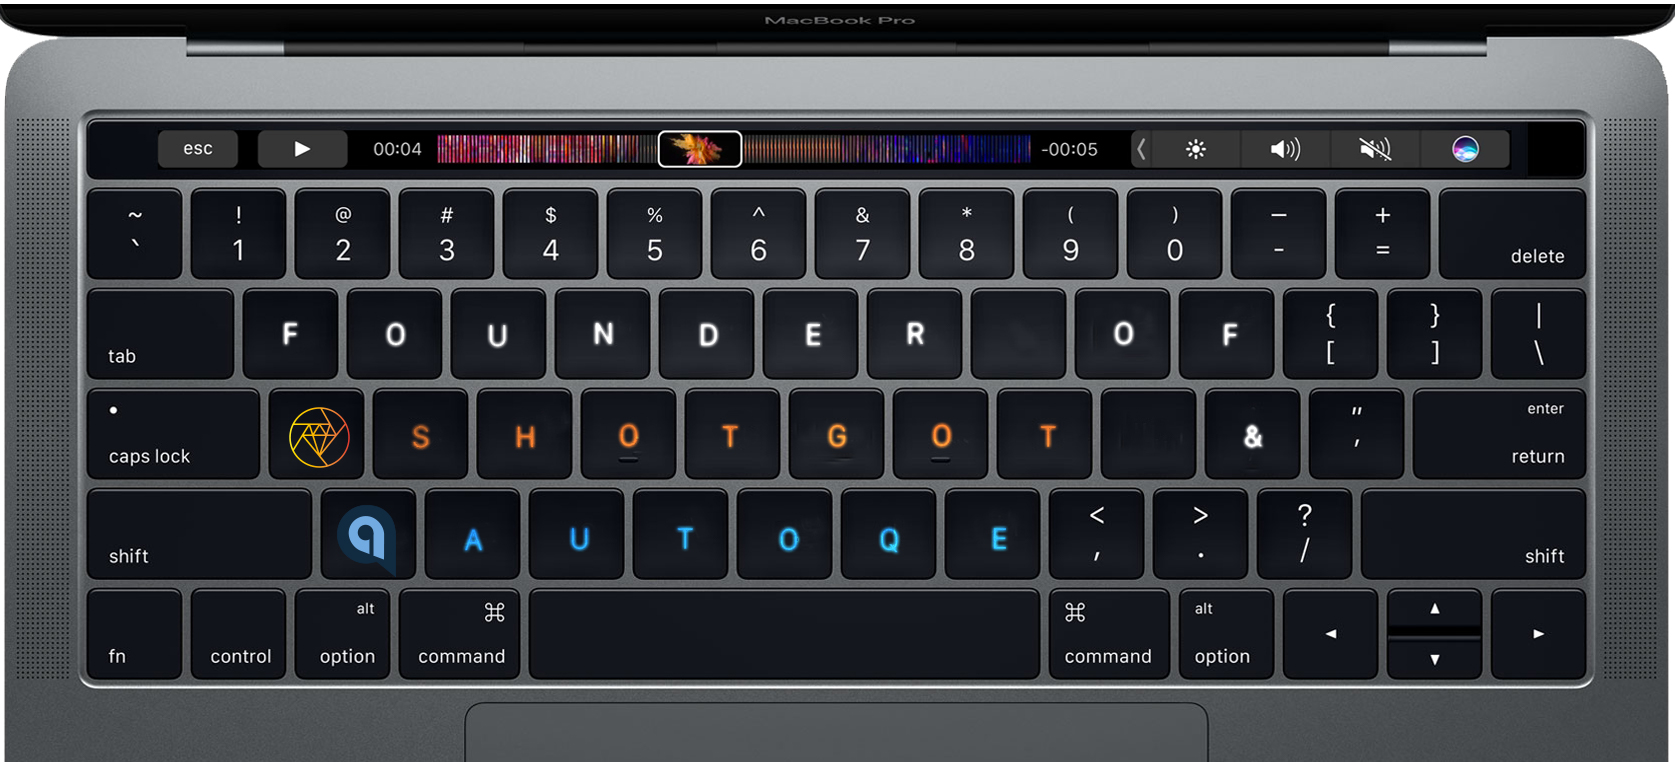 MacBook Pro
esc 00:04 -00:05
~ ! @ # $ % ^ & * ( ) — +
` 1 2 3 4 5 6 7 8 9 0 - = delete
tab F O U N D E R O F { [ } ] | \
caps lock S H O T G O T & " ' enter return
shift A U T O Q E < , > . ? / shift
fn control alt option ⌘ command ⌘ command alt option